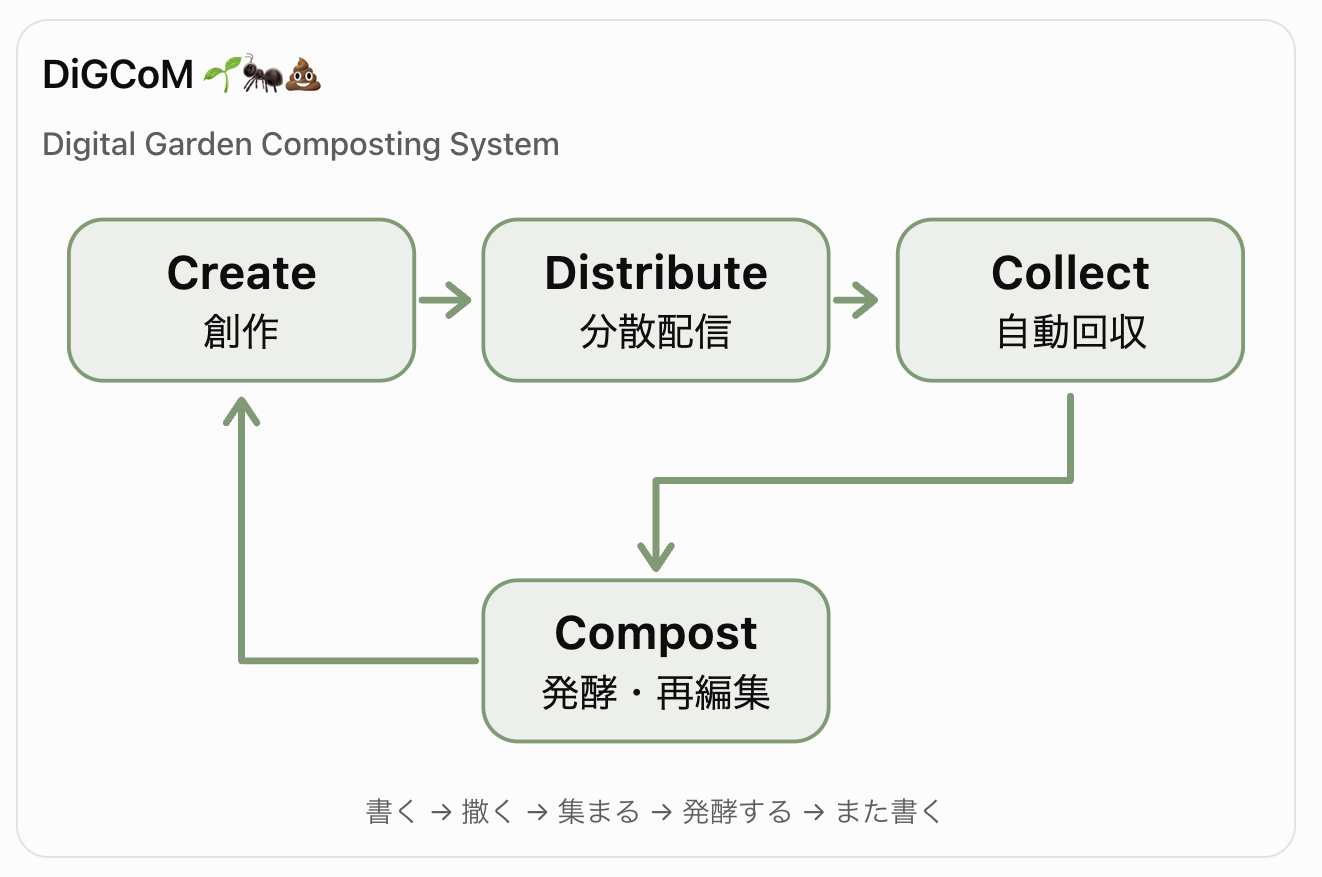 DiGCoM 🌱🐜💩
Digital Garden Composting System
Create
創作
Distribute
分散配信
Collect
自動回収
Compost
発酵・再編集
書く → 撒く → 集まる → 発酵する → また書く